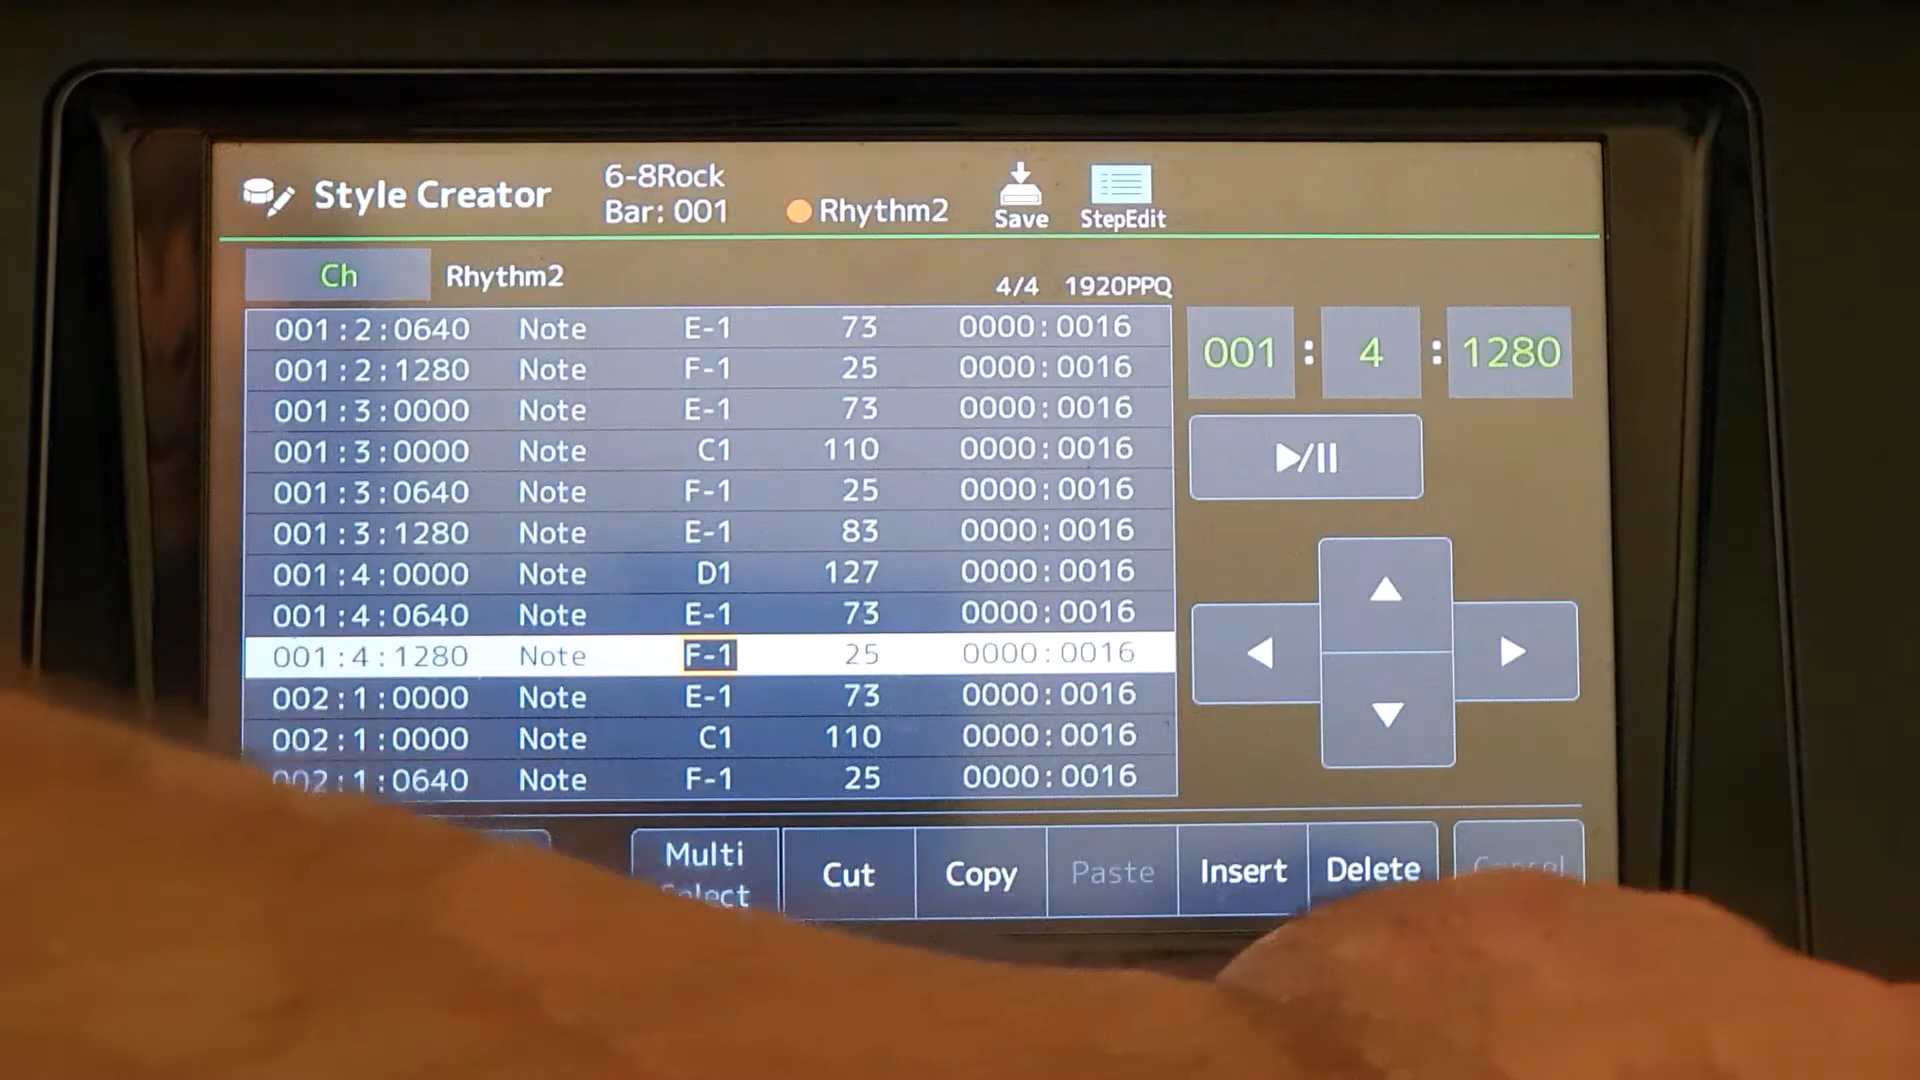 Style Creator
6-8Rock
Bar: 001
Rhythm2
Save
StepEdit
Ch Rhythm2 4/4 1920PPQ
001:2:0640 Note E-1 73 0000:0016
001:2:1280 Note F-1 25 0000:0016
001:3:0000 Note E-1 73 0000:0016
001:3:0000 Note C1 110 0000:0016
001:3:0640 Note F-1 25 0000:0016
001:3:1280 Note E-1 83 0000:0016
001:4:0000 Note D1 127 0000:0016
001:4:0640 Note E-1 73 0000:0016
001:4:1280 Note F-1 25 0000:0016
002:1:0000 Note E-1 73 0000:0016
002:1:0000 Note C1 110 0000:0016
002:1:0640 Note F-1 25 0000:0016
001 : 4 : 1280
Multi
Select
Cut
Copy
Paste
Insert
Delete
Cancel